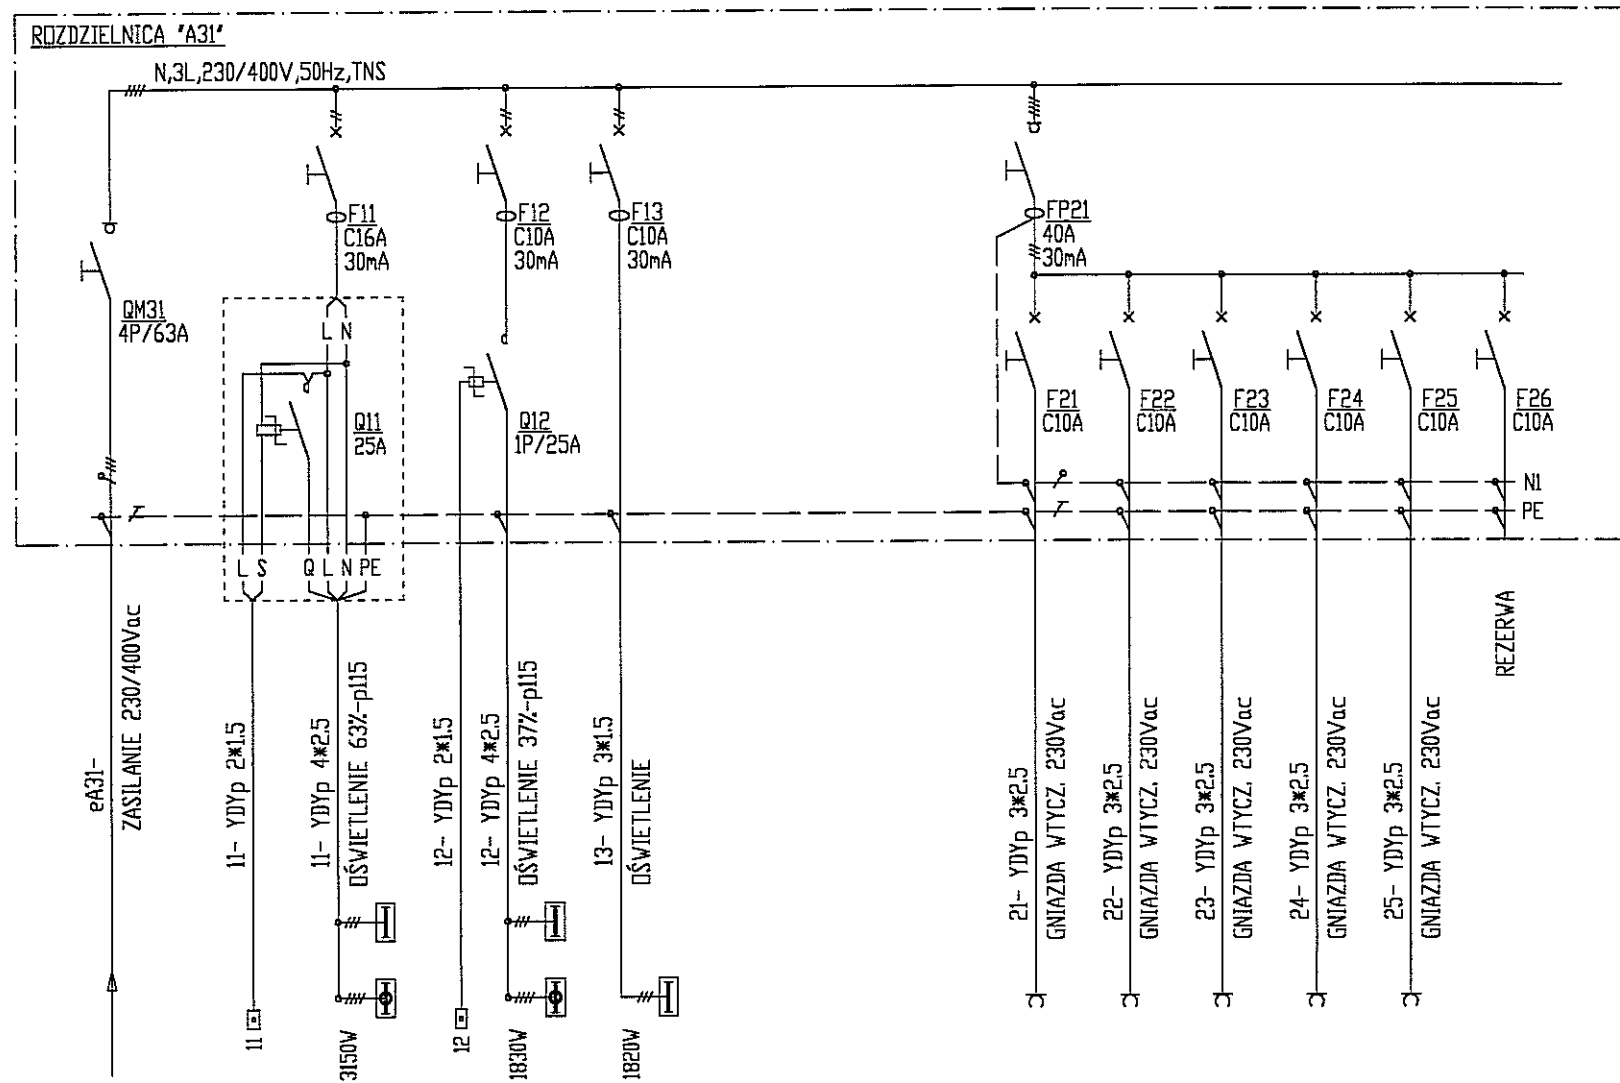 ROZDZIELNICA "A31"
N,3L,230/400V,50Hz,TNS
QM31
4P/63A
F11
C16A
30mA
F12
C10A
30mA
F13
C10A
30mA
FP21
40A
30mA
L N
Q11
25A
Q12
1P/25A
F21
C10A
F22
C10A
F23
C10A
F24
C10A
F25
C10A
F26
C10A
N1
PE
L S Q L N PE
eA31-
ZASILANIE 230/400Vac
11- YDYp 2*1.5
11- YDYp 4*2.5
OŚWIETLENIE 63%-p115
12- YDYp 2*1.5
12- YDYp 4*2.5
OŚWIETLENIE 37%-p115
13- YDYp 3*1.5
OŚWIETLENIE
21- YDYp 3*2.5
GNIAZDA WTYCZ. 230Vac
22- YDYp 3*2.5
GNIAZDA WTYCZ. 230Vac
23- YDYp 3*2.5
GNIAZDA WTYCZ. 230Vac
24- YDYp 3*2.5
GNIAZDA WTYCZ. 230Vac
25- YDYp 3*2.5
GNIAZDA WTYCZ. 230Vac
REZERWA
11
3150W
12
1830W
1820W